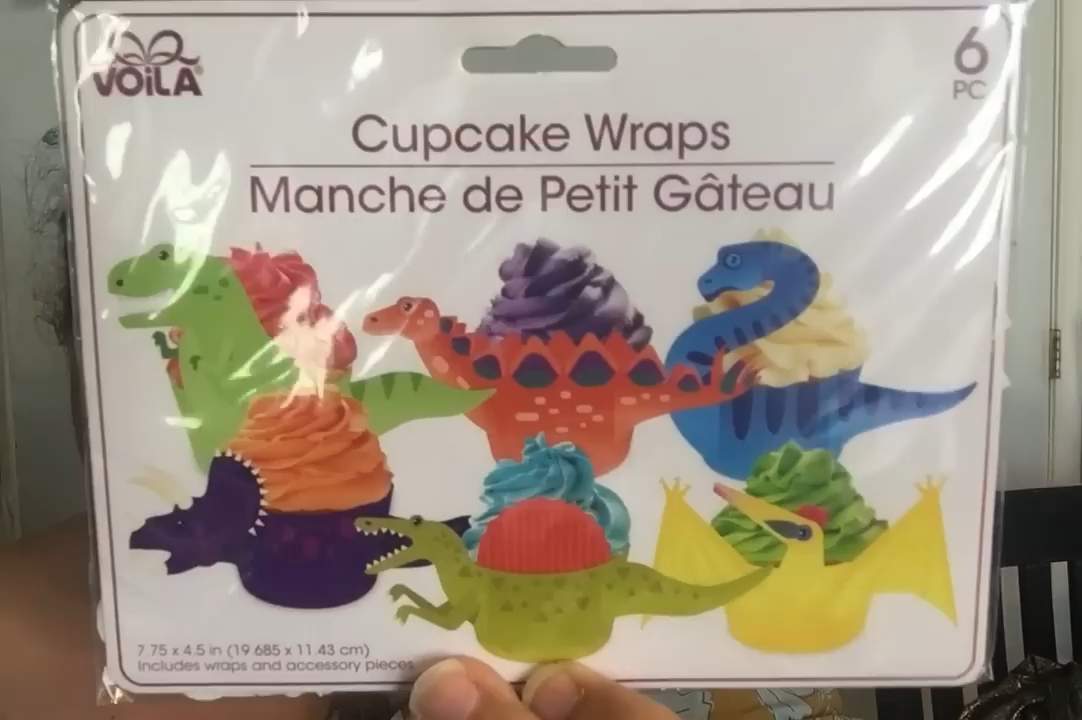 VOiLA®
6
PC
Cupcake Wraps
Manche de Petit Gâteau
7.75 x 4.5 in (19.685 x 11.43 cm)
Includes wraps and accessory pieces